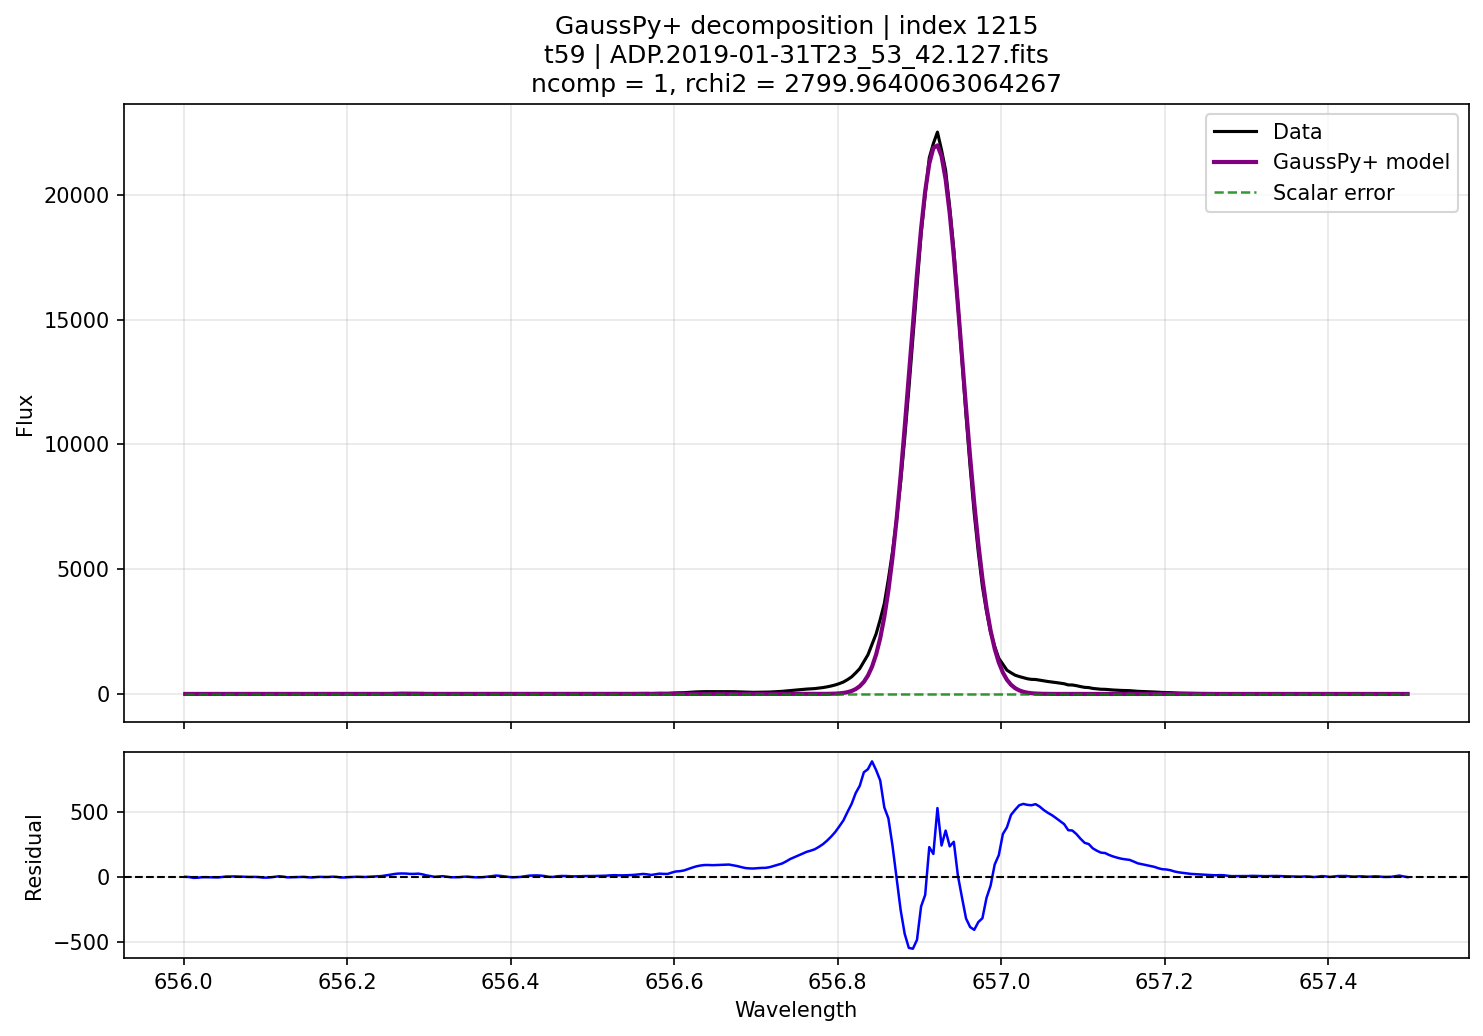 GaussPy+ decomposition | index 1215
t59 | ADP.2019-01-31T23_53_42.127.fits
ncomp = 1, rchi2 = 2799.9640063064267
Data
GaussPy+ model
Scalar error
20000
15000
10000
5000
0
Flux
500
0
−500
Residual
656.0 656.2 656.4 656.6 656.8 657.0 657.2 657.4
Wavelength